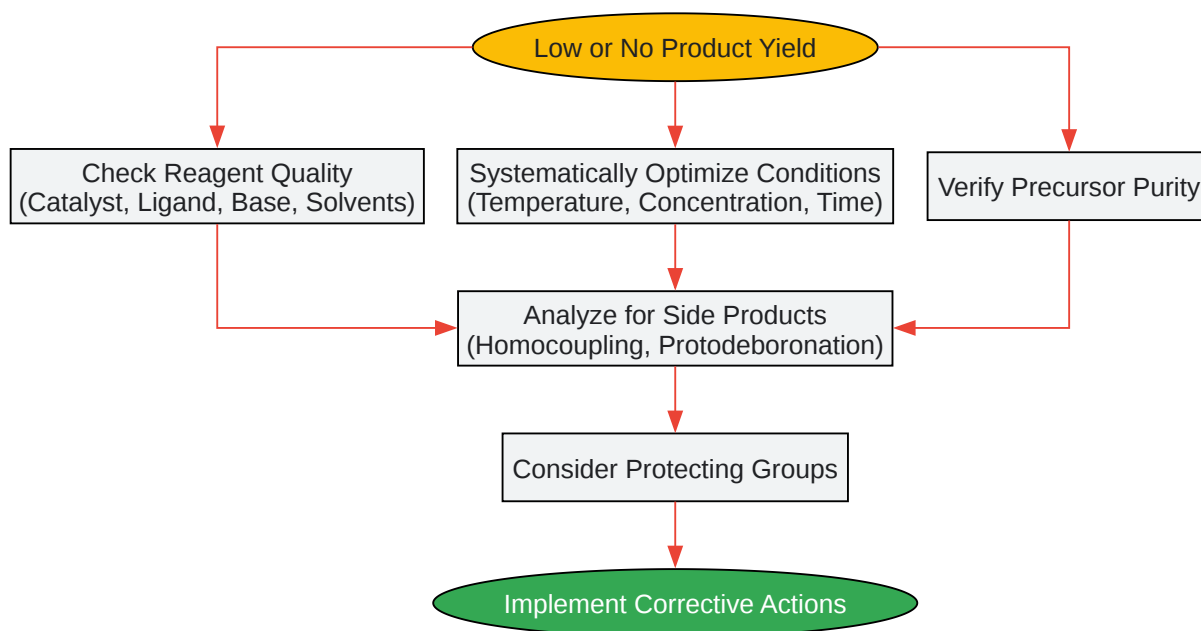 Low or No Product Yield
Check Reagent Quality
(Catalyst, Ligand, Base, Solvents)
Systematically Optimize Conditions
(Temperature, Concentration, Time)
Verify Precursor Purity
Analyze for Side Products
(Homocoupling, Protodeboronation)
Consider Protecting Groups
Implement Corrective Actions